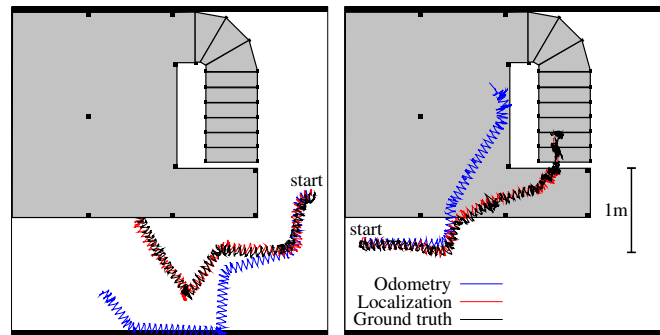 start
start
1m
Odometry
Localization
Ground truth